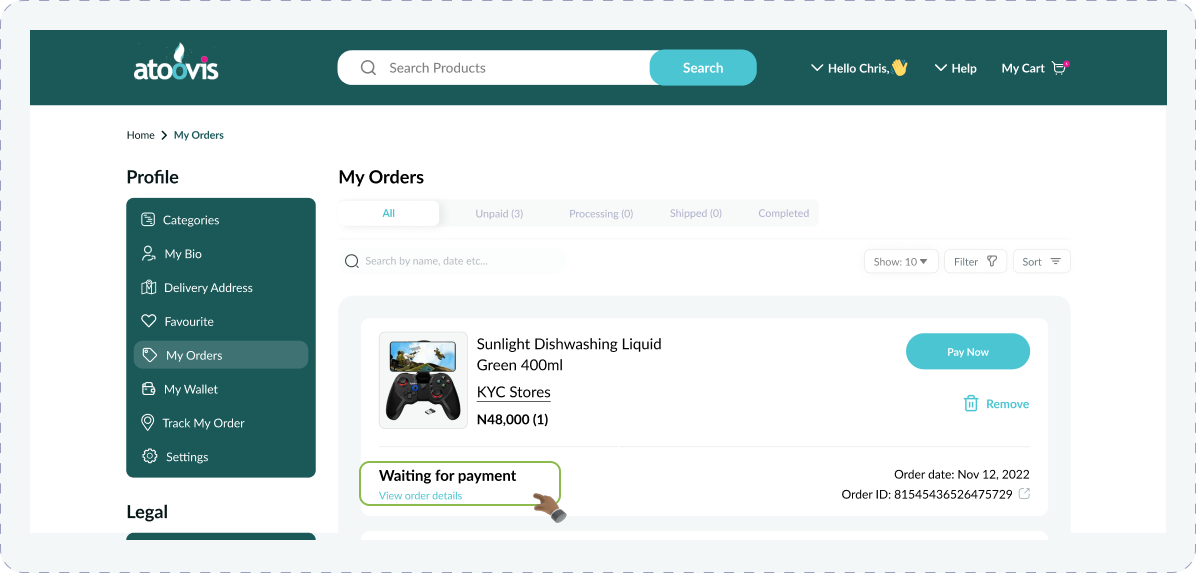 atoovis
Search Products
Search
Hello Chris,👋
Help
My Cart
Home
My Orders
Profile
Categories
My Bio
Delivery Address
Favourite
My Orders
My Wallet
Track My Order
Settings
Legal
My Orders
All
Unpaid (3)
Processing (0)
Shipped (0)
Completed
Search by name, date etc...
Show: 10
Filter
Sort
Sunlight Dishwashing Liquid
Green 400ml
KYC Stores
N48,000 (1)
Pay Now
Remove
Waiting for payment
View order details
Order date: Nov 12, 2022
Order ID: 81545436526475729